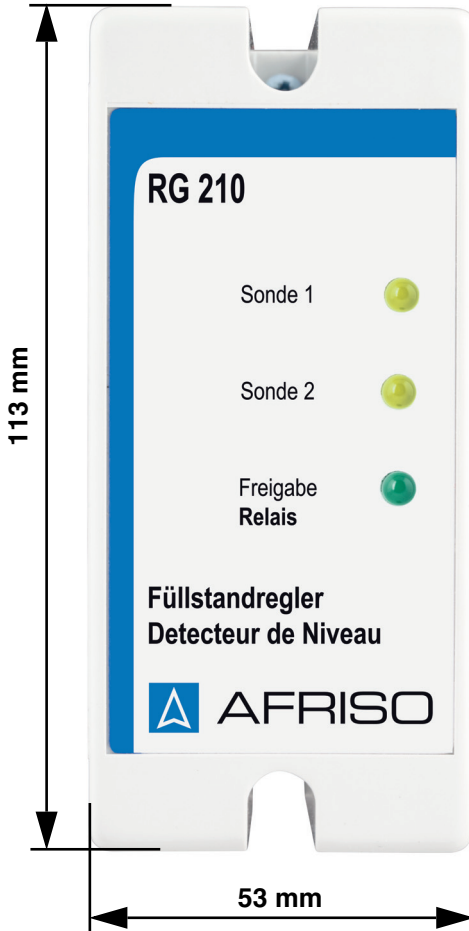 RG 210
Sonde 1
Sonde 2
Freigabe
Relais
Füllstandregler
Detecteur de Niveau
AFRISO
113 mm
53 mm